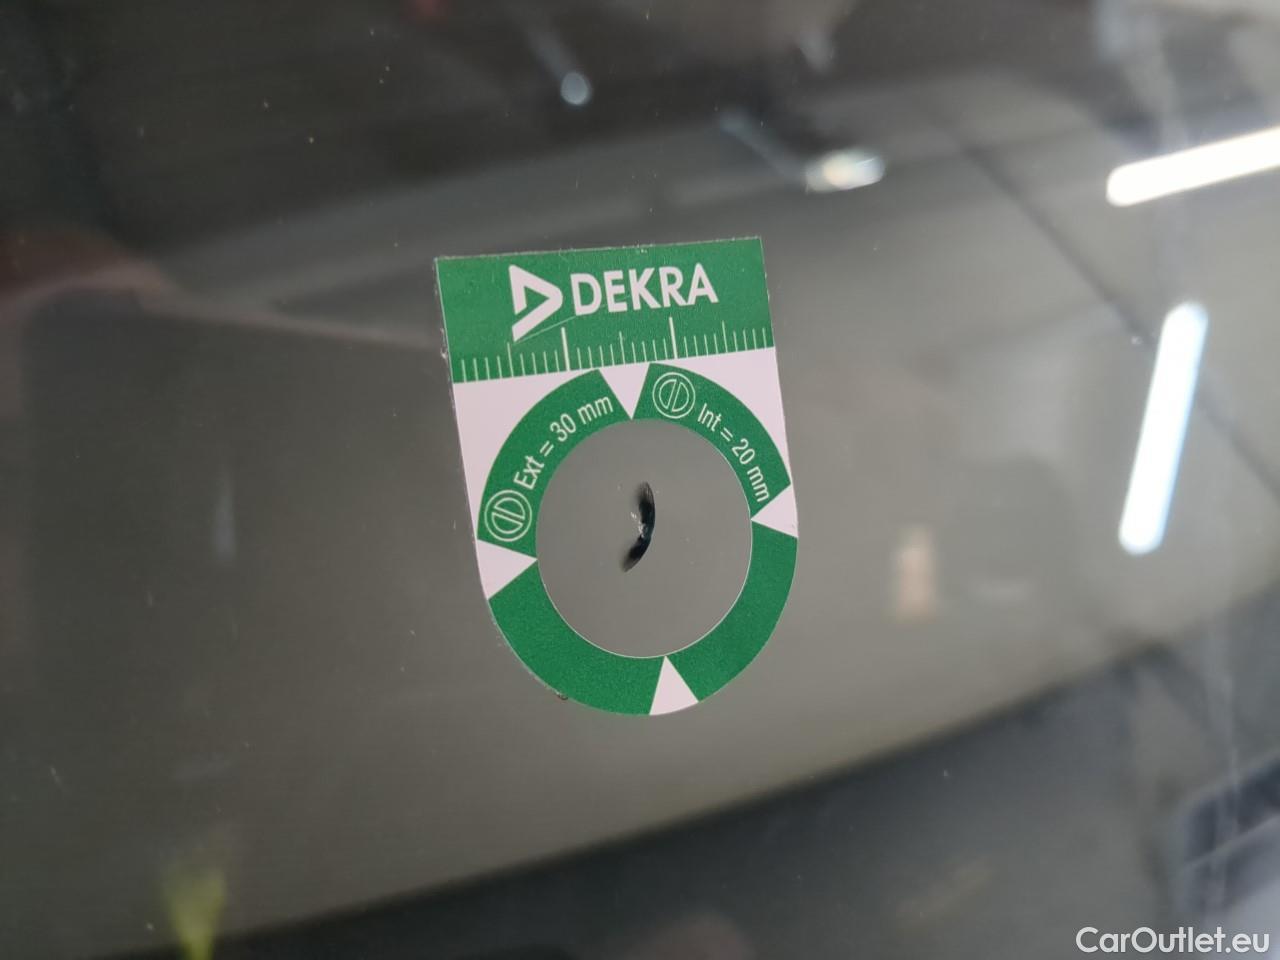 DEKRA
Ext = 30 mm
Int = 20 mm
CarOutlet.eu